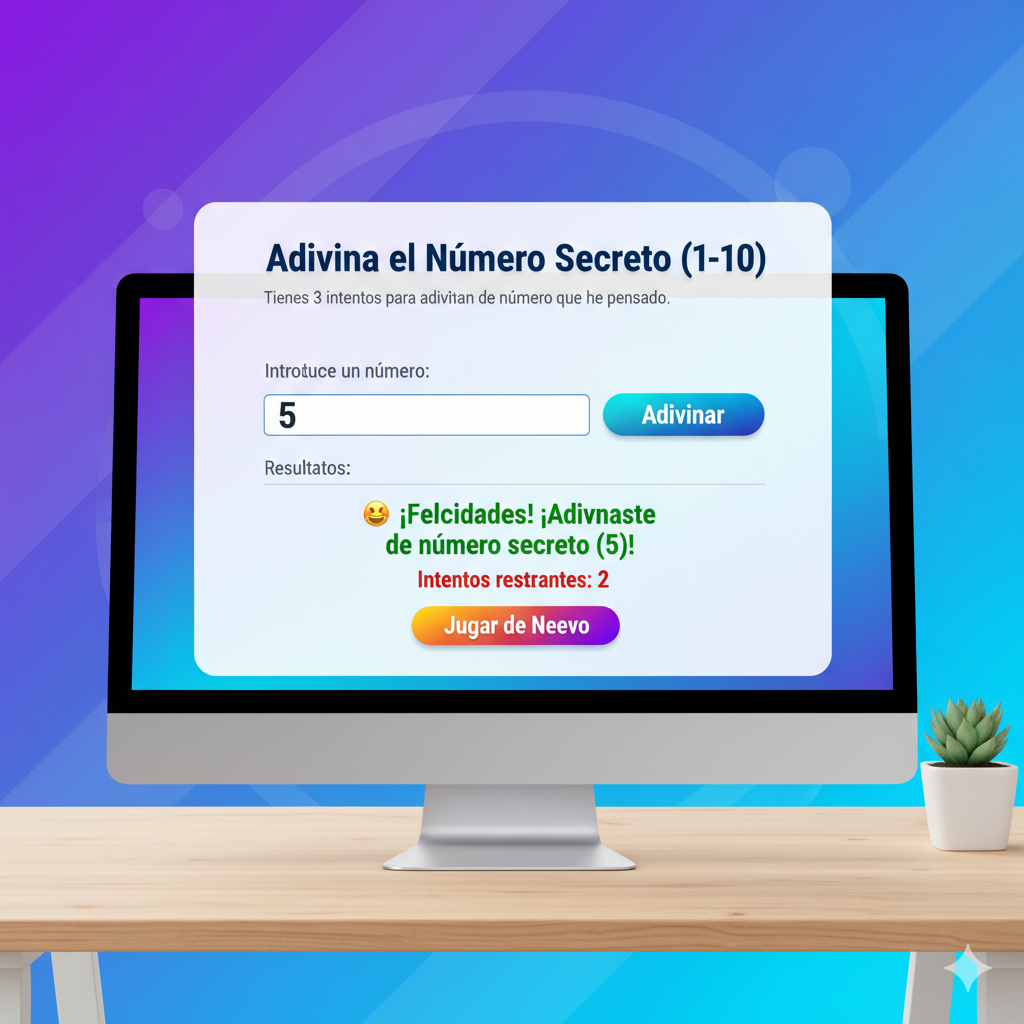 Adivina el Número Secreto (1-10)
Tienes 3 intentos para adivitan de número que he pensado.
Introtuce un número:
5
Adivinar
Resultatos:
😆 ¡Felcidades! ¡Adivnaste
de número secreto (5)!
Intentos restrantes: 2
Jugar de Neevo